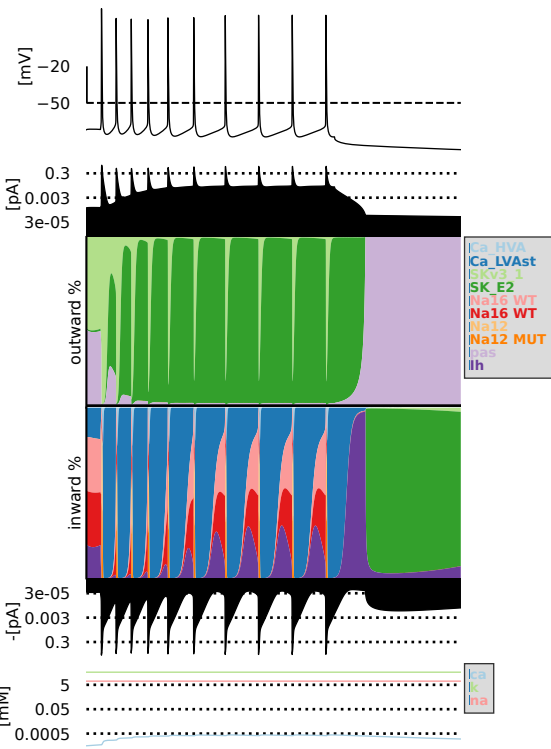 [mV]
−20
−50
[pA]
0.3
0.003
3e-05
outward %
Ca_HVA
Ca_LVAst
SKv3_1
SK_E2
Na16 WT
Na16 WT
Na12
Na12 MUT
pas
Ih
inward %
-[pA]
3e-05
0.003
0.3
[mM]
5
0.05
0.0005
ca
k
na